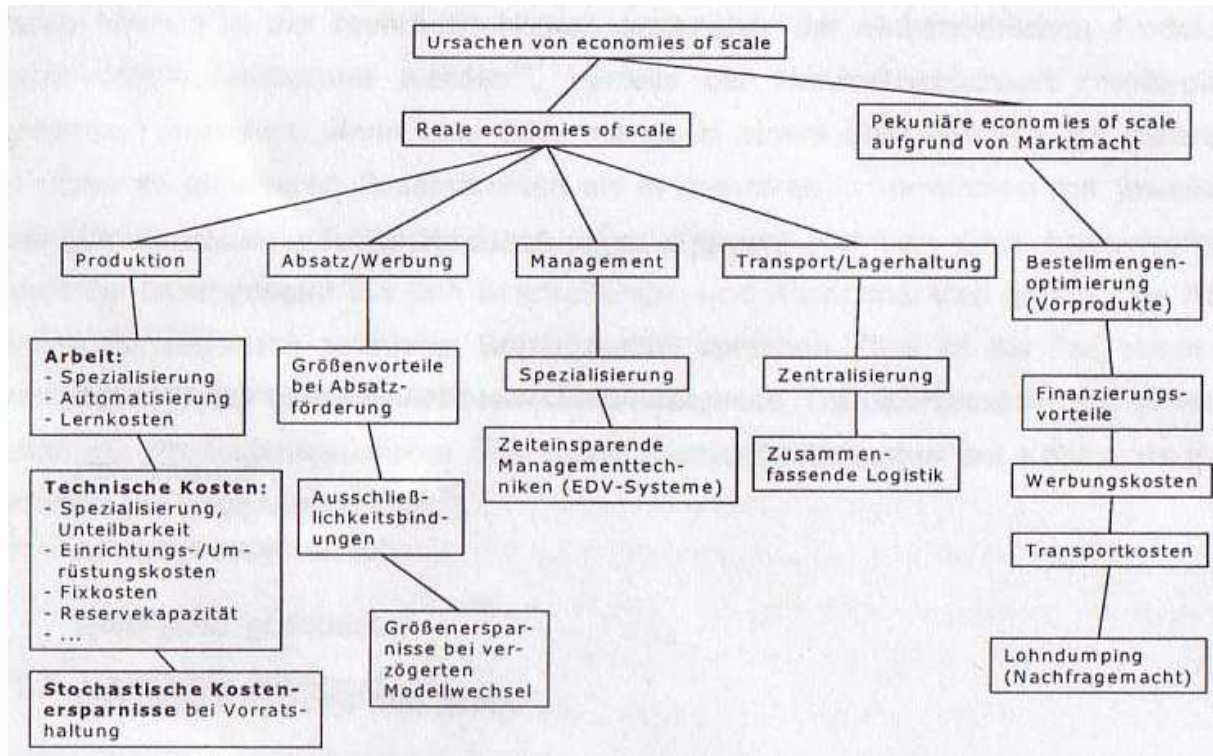 Ursachen von economies of scale
Reale economies of scale
Pekuniäre economies of scale
aufgrund von Marktmacht
Produktion
Absatz/Werbung
Management
Transport/Lagerhaltung
Bestellmengen-
optimierung
(Vorprodukte)
Arbeit:
- Spezialisierung
- Automatisierung
- Lernkosten
Größenvorteile
bei Absatz-
förderung
Spezialisierung
Zentralisierung
Finanzierungs-
vorteile
Technische Kosten:
- Spezialisierung,
Unteilbarkeit
- Einrichtungs-/Um
rüstungskosten
- Fixkosten
- Reservekapazität
- ...
Ausschließ-
lichkeitsbind-
ungen
Zeiteinsparende
Managementtech-
niken (EDV-Systeme)
Zusammen-
fassende Logistik
Werbungskosten
Transportkosten
Stochastische Kosten-
ersparnisse bei Vorrats-
haltung
Größenerspar-
nisse bei ver-
zögerten
Modellwechsel
Lohndumping
(Nachfragemacht)